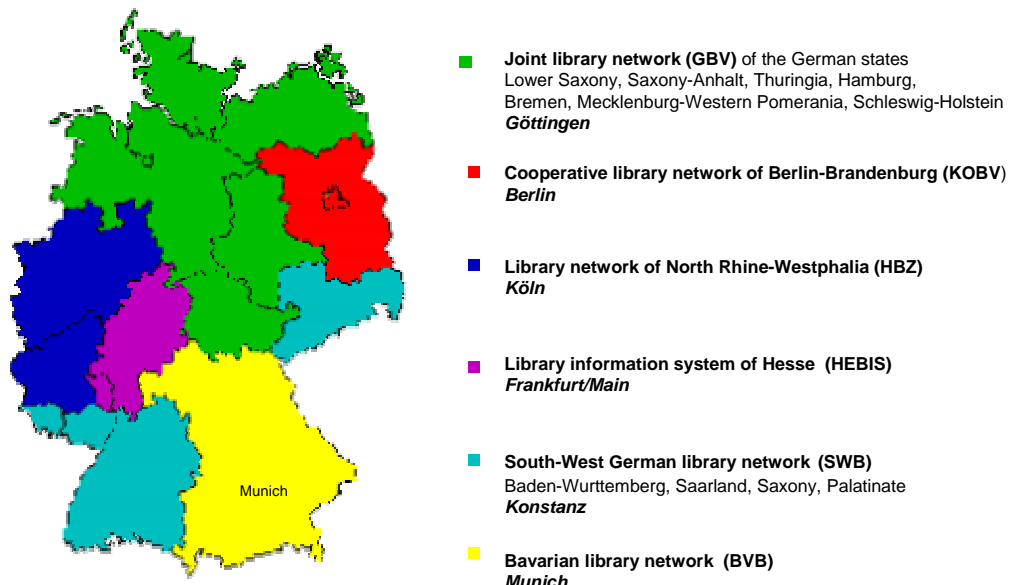 Joint library network (GBV) of the German states
Lower Saxony, Saxony-Anhalt, Thuringia, Hamburg,
Bremen, Mecklenburg-Western Pomerania, Schleswig-Holstein
Göttingen
Cooperative library network of Berlin-Brandenburg (KOBV)
Berlin
Library network of North Rhine-Westphalia (HBZ)
Köln
Library information system of Hesse (HEBIS)
Frankfurt/Main
South-West German library network (SWB)
Baden-Wurttemberg, Saarland, Saxony, Palatinate
Konstanz
Munich
Bavarian library network (BVB)
Munich